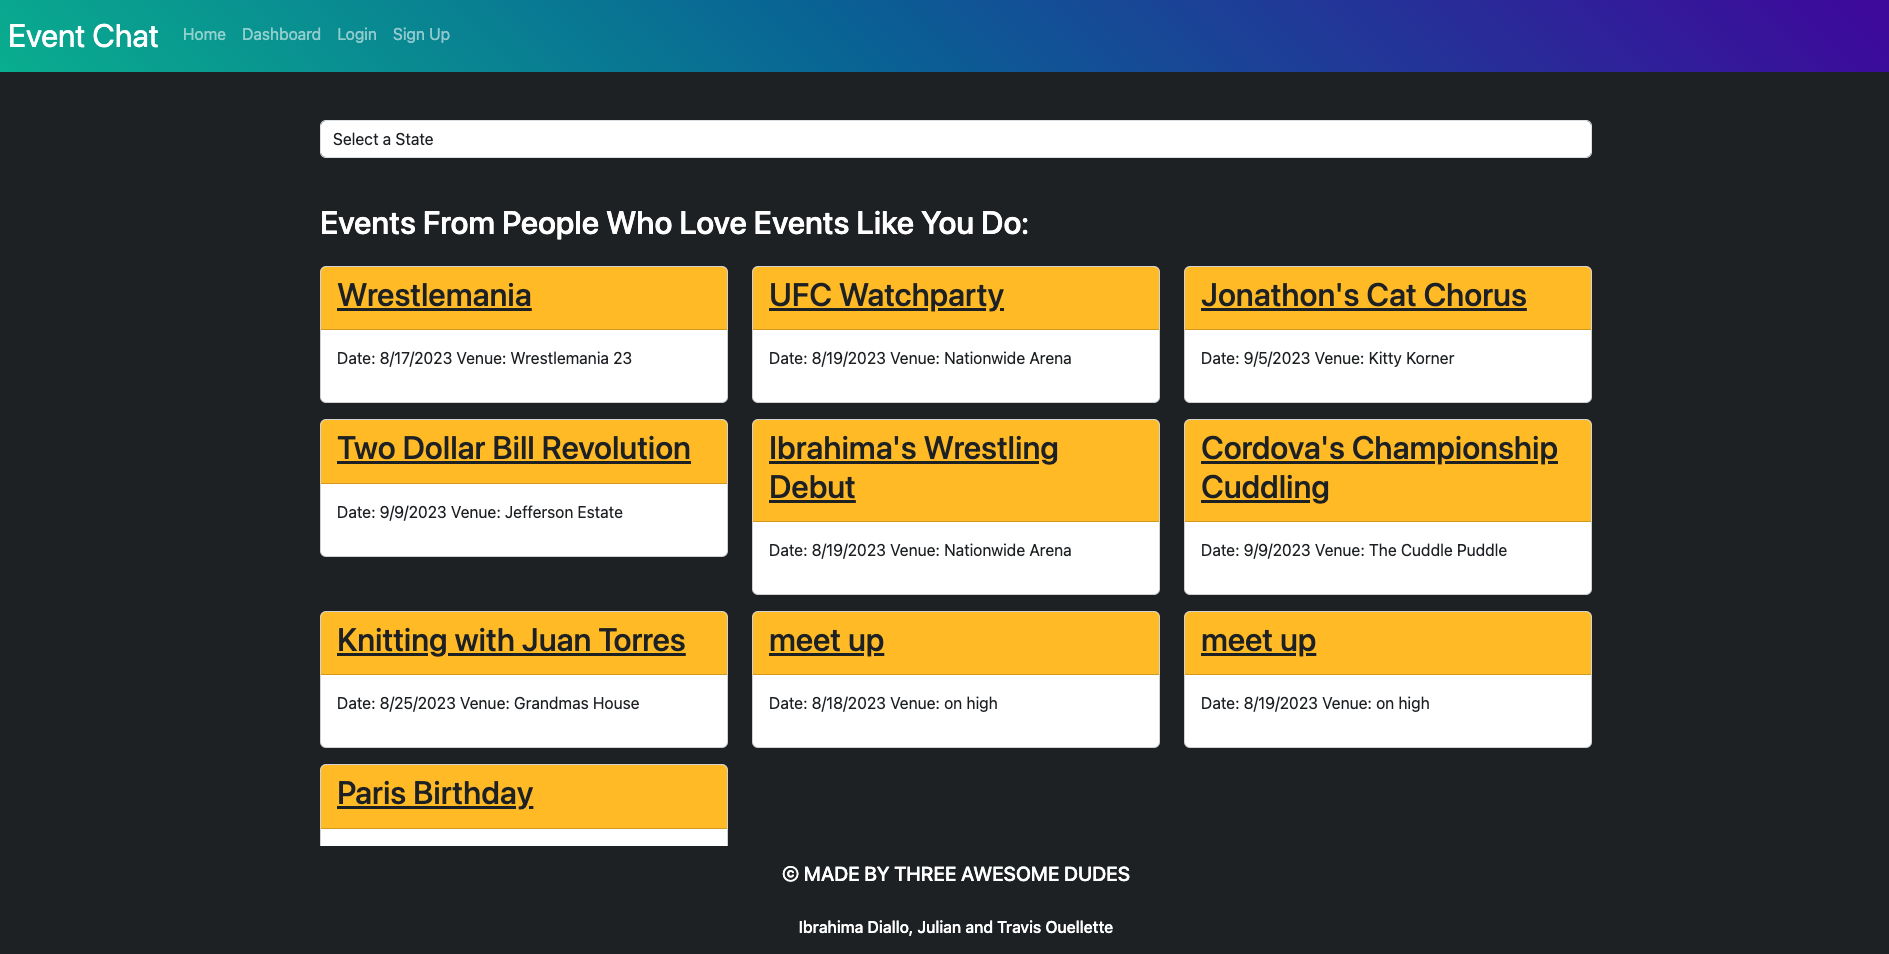 Event Chat Home Dashboard Login Sign Up
Select a State
Events From People Who Love Events Like You Do:
Wrestlemania
Date: 8/17/2023 Venue: Wrestlemania 23
UFC Watchparty
Date: 8/19/2023 Venue: Nationwide Arena
Jonathon's Cat Chorus
Date: 9/5/2023 Venue: Kitty Korner
Two Dollar Bill Revolution
Date: 9/9/2023 Venue: Jefferson Estate
Ibrahima's Wrestling
Debut
Date: 8/19/2023 Venue: Nationwide Arena
Cordova's Championship
Cuddling
Date: 9/9/2023 Venue: The Cuddle Puddle
Knitting with Juan Torres
Date: 8/25/2023 Venue: Grandmas House
meet up
Date: 8/18/2023 Venue: on high
meet up
Date: 8/19/2023 Venue: on high
Paris Birthday
© MADE BY THREE AWESOME DUDES
Ibrahima Diallo, Julian and Travis Ouellette